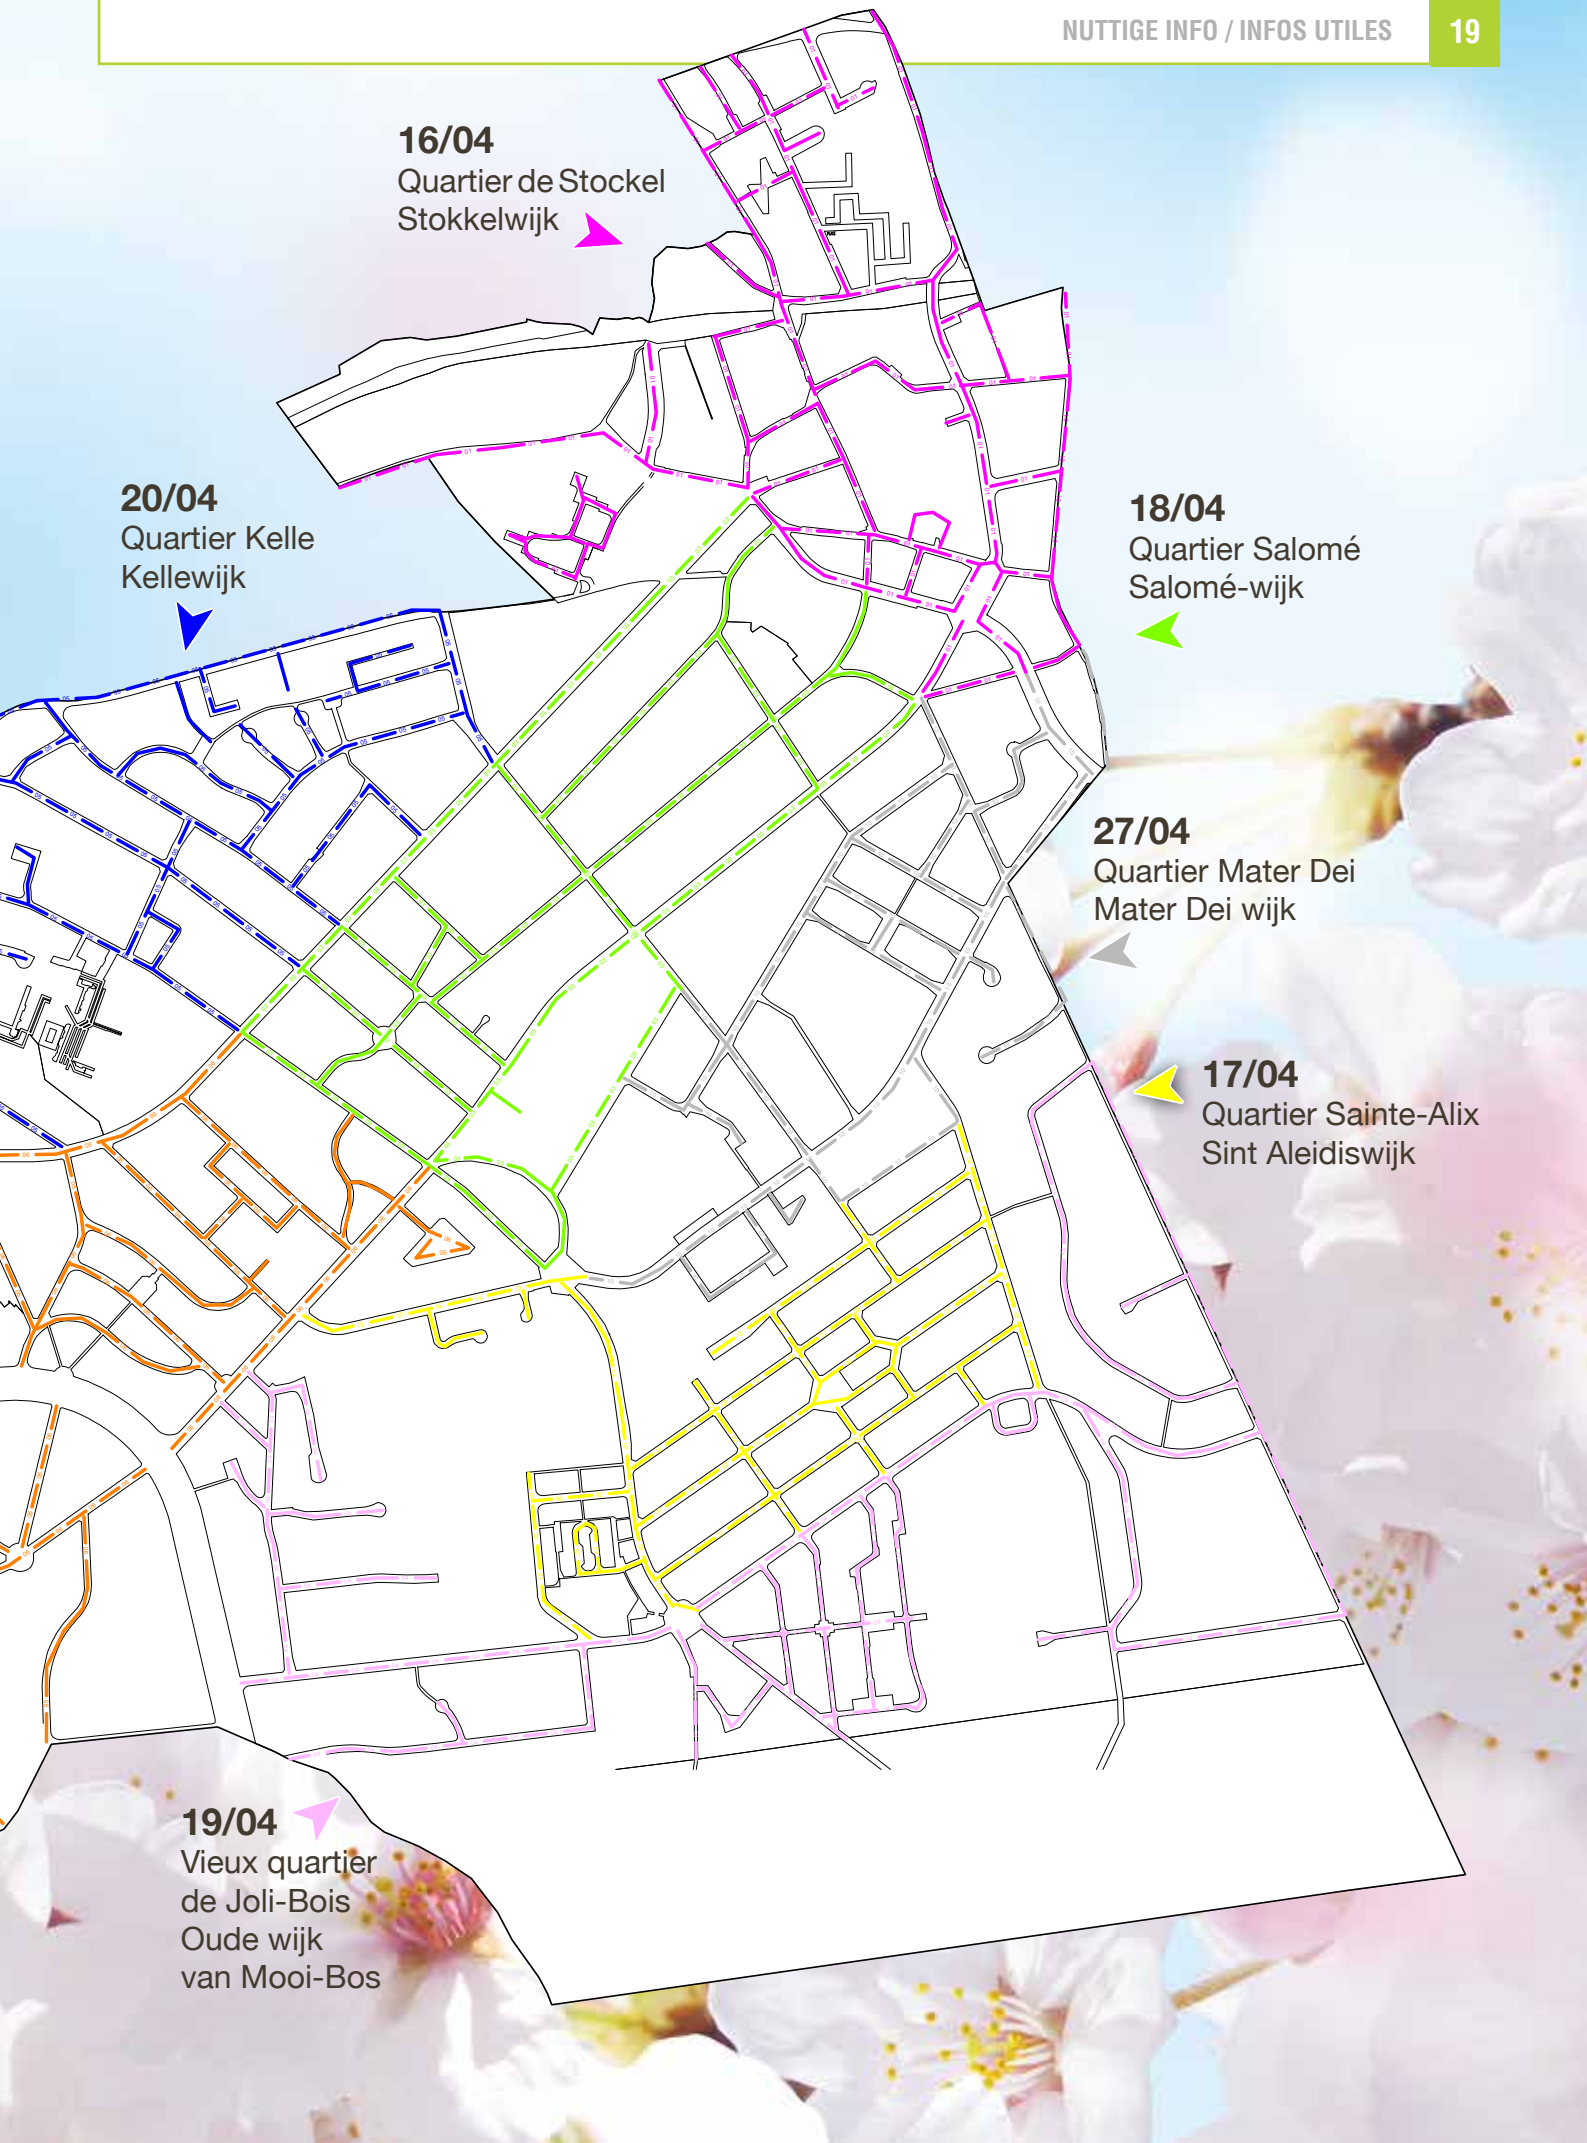 NUTTIGE INFO / INFOS UTILES
19
16/04
Quartier de Stockel
Stokkelwijk
20/04
Quartier Kelle
Kellewijk
18/04
Quartier Salomé
Salomé-wijk
27/04
Quartier Mater Dei
Mater Dei wijk
17/04
Quartier Sainte-Alix
Sint Aleidiswijk
19/04
Vieux quartier
de Joli-Bois
Oude wijk
van Mooi-Bos